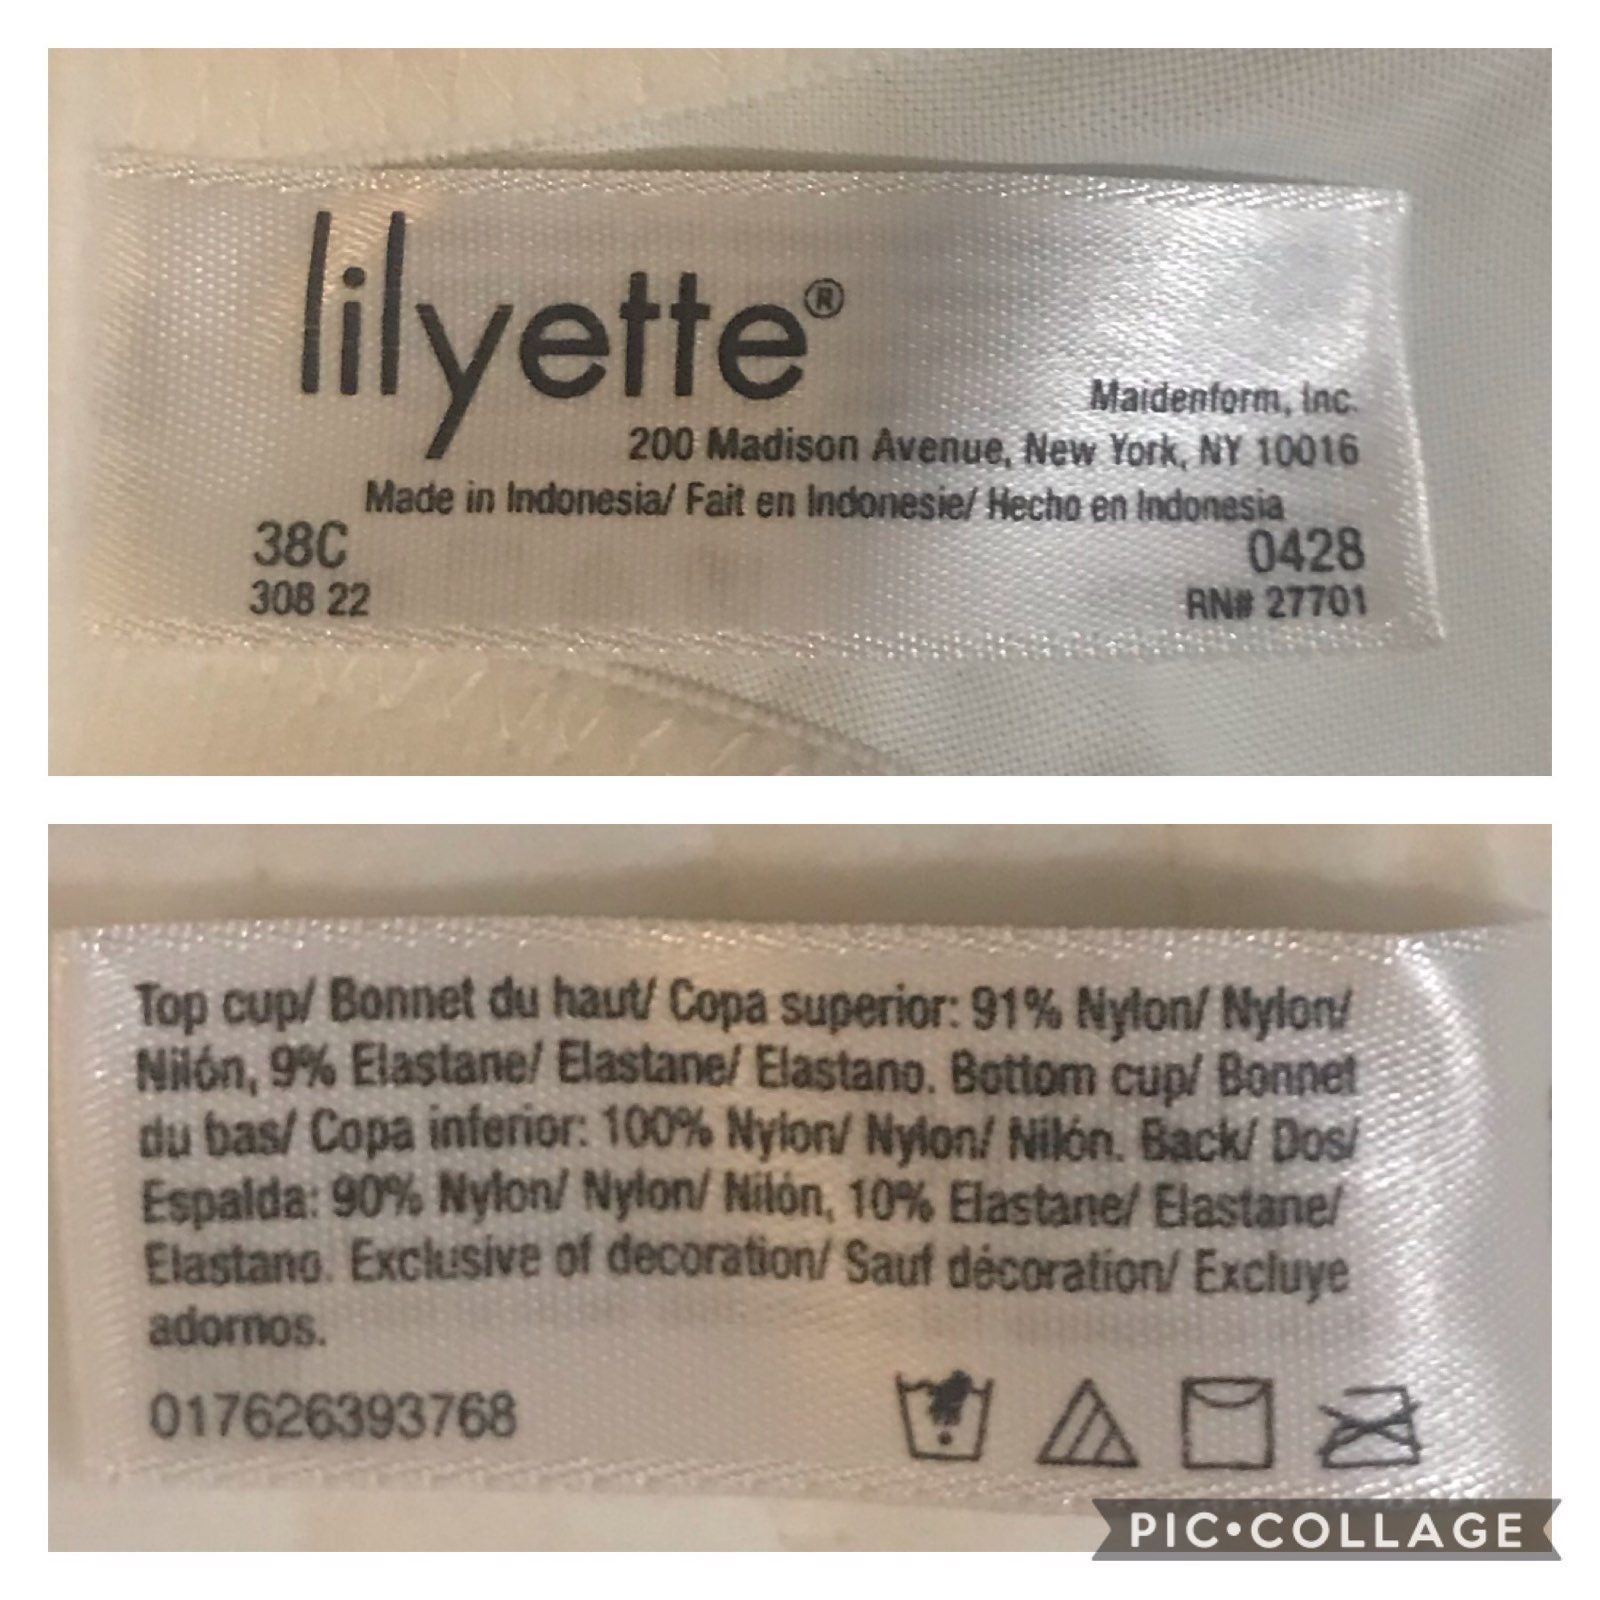 lilyette®
Maidenform, Inc.
200 Madison Avenue, New York, NY 10016
Made in Indonesia/ Fait en Indonesie/ Hecho en Indonesia
38C 0428
308 22 RN# 27701
Top cup/ Bonnet du haut/ Copa superior: 91% Nylon/ Nylon/
Nilón, 9% Elastane/ Elastane/ Elastano. Bottom cup/ Bonnet
du bas/ Copa inferior: 100% Nylon/ Nylon/ Nilón. Back/ Dos/
Espalda: 90% Nylon/ Nylon/ Nilón, 10% Elastane/ Elastane/
Elastano. Exclusive of decoration/ Sauf décoration/ Excluye
adornos.
017626393768
PIC•COLLAGE